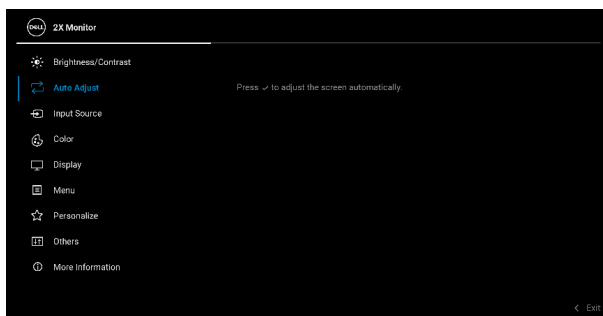 DELL 2X Monitor
Brightness/Contrast
Auto Adjust
Press ✓ to adjust the screen automatically.
Input Source
Color
Display
Menu
Personalize
Others
More Information
< Exit